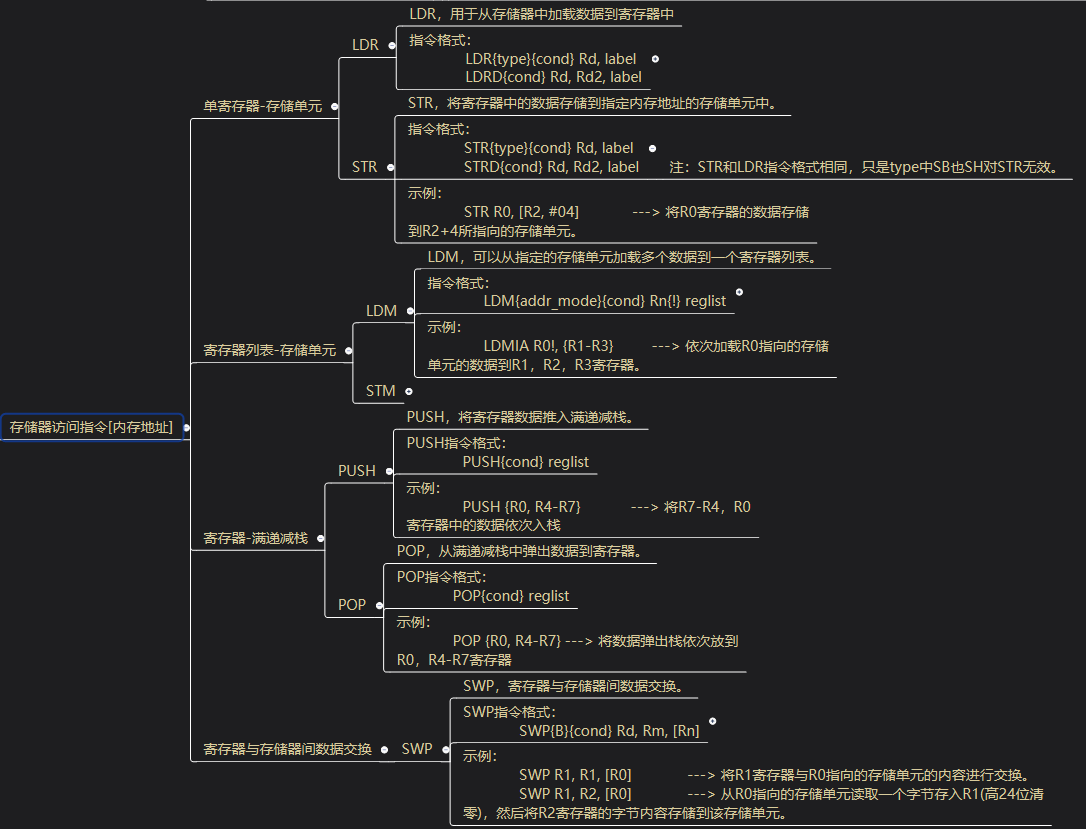 LDR，用于从存储器中加载数据到寄存器中
LDR
指令格式：
LDR{type}{cond} Rd, label
LDRD{cond} Rd, Rd2, label
单寄存器-存储单元
STR，将寄存器中的数据存储到指定内存地址的存储单元中。
指令格式：
STR{type}{cond} Rd, label
STR
STRD{cond} Rd, Rd2, label 注：STR和LDR指令格式相同，只是type中SB也SH对STR无效。
示例：
STR R0, [R2, #04] ---> 将R0寄存器的数据存储
到R2+4所指向的存储单元。
LDM，可以从指定的存储单元加载多个数据到一个寄存器列表。
指令格式：
LDM{addr_mode}{cond} Rn{!} reglist
LDM
示例：
LDMIA R0!, {R1-R3} ---> 依次加载R0指向的存储
单元的数据到R1，R2，R3寄存器。
寄存器列表-存储单元
STM
存储器访问指令[内存地址]
PUSH，将寄存器数据推入满递减栈。
PUSH指令格式：
PUSH{cond} reglist
PUSH
示例：
PUSH {R0, R4-R7} ---> 将R7-R4，R0
寄存器中的数据依次入栈
寄存器-满递减栈
POP，从满递减栈中弹出数据到寄存器。
POP指令格式：
POP{cond} reglist
POP
示例：
POP {R0, R4-R7} ---> 将数据弹出栈依次放到
R0，R4-R7寄存器
SWP，寄存器与存储器间数据交换。
SWP指令格式：
SWP{B}{cond} Rd, Rm, [Rn]
寄存器与存储器间数据交换
SWP
示例：
SWP R1, R1, [R0] ---> 将R1寄存器与R0指向的存储单元的内容进行交换。
SWP R1, R2, [R0] ---> 从R0指向的存储单元读取一个字节存入R1(高24位清
零)，然后将R2寄存器的字节内容存储到该存储单元。